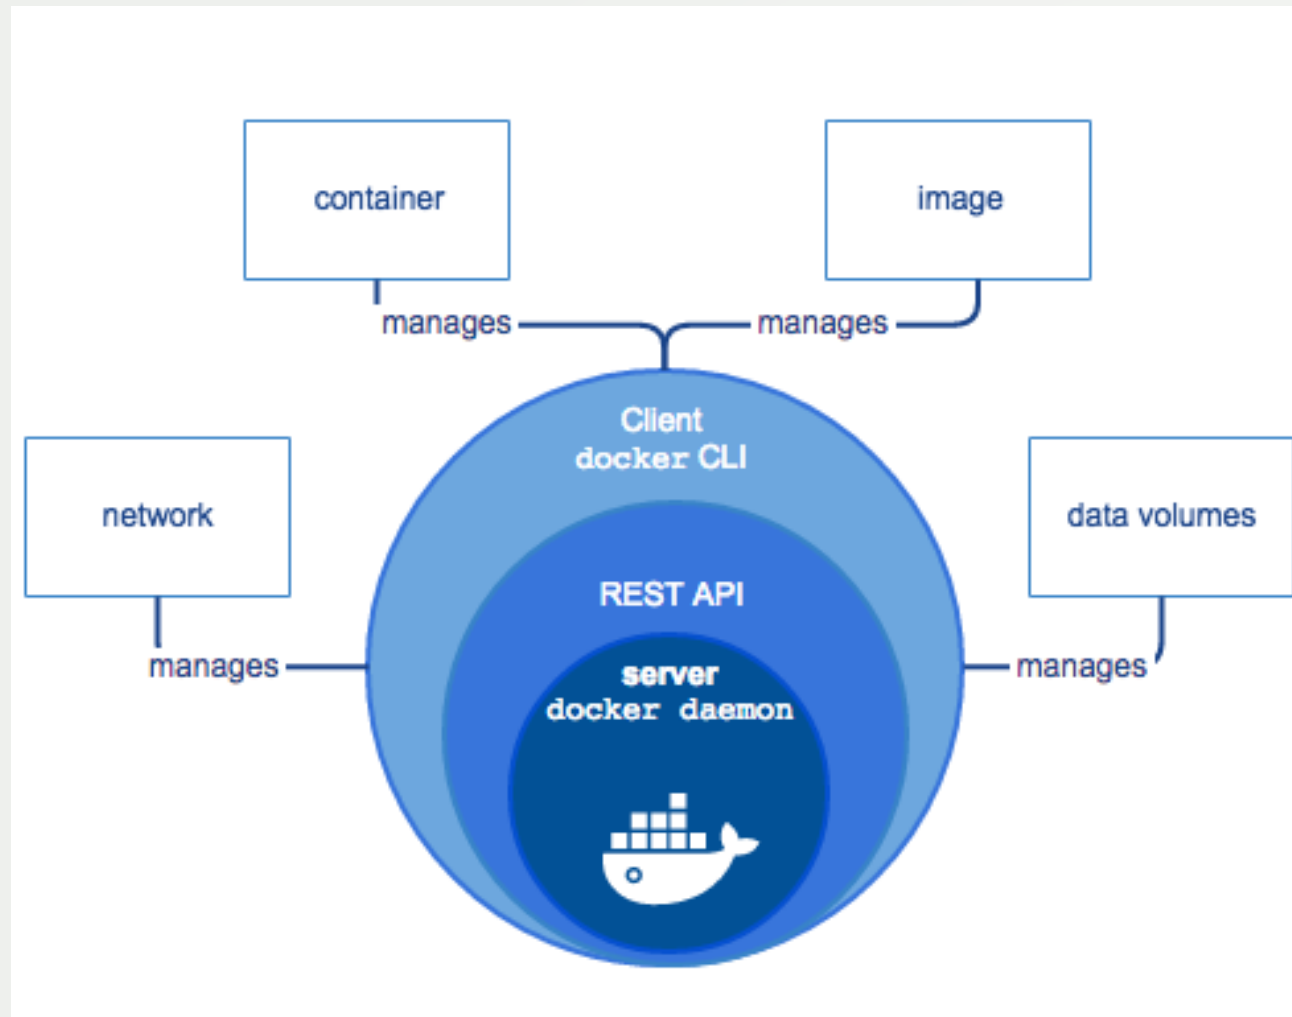 container
image
manages
manages
Client
docker CLI
network
data volumes
REST API
manages
manages
server
docker daemon